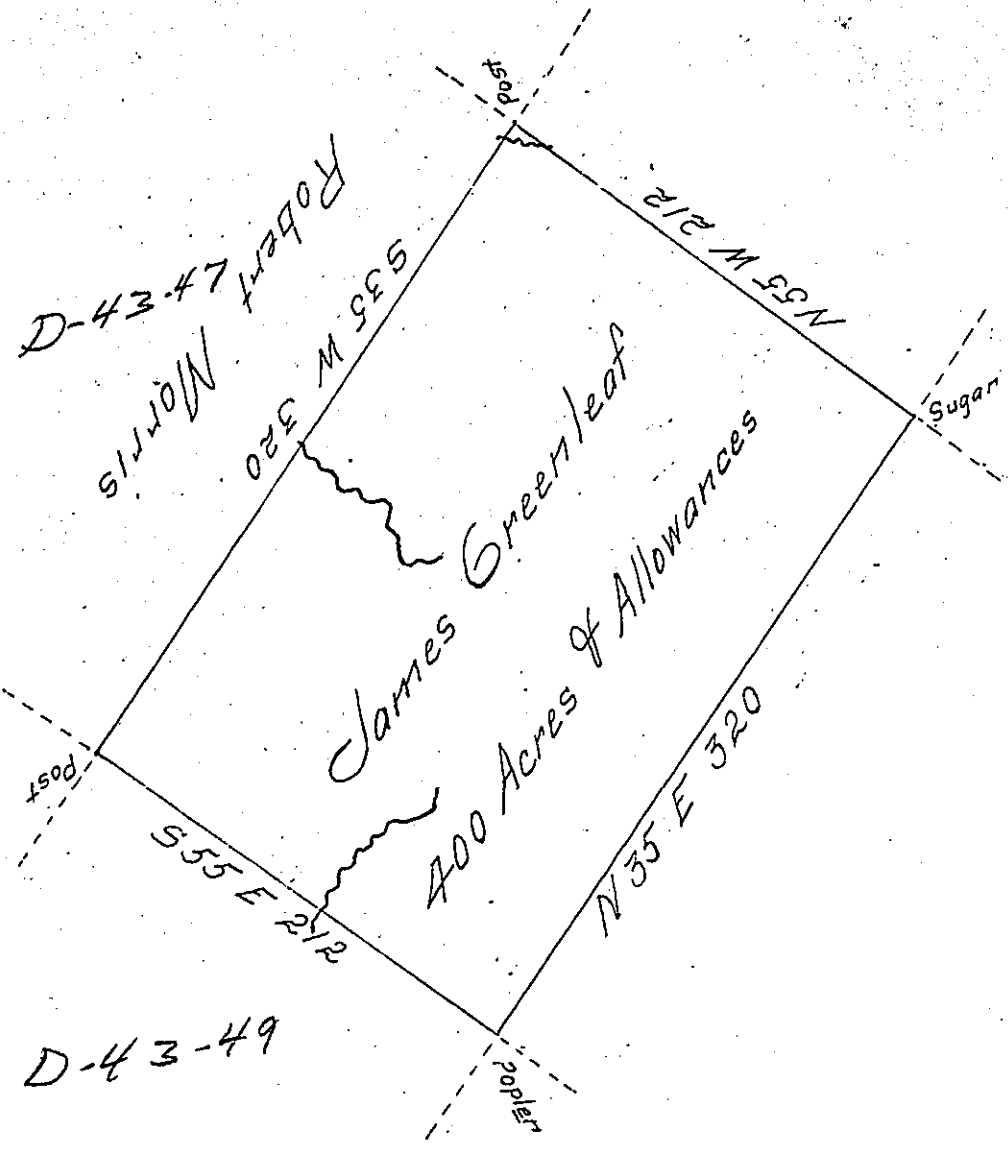 Post
Robert
Morris
D-43-47
S35 W 320
N55 W 212
Sugar
James Greenleaf
400 Acres & Allowances
Post
S55 E 212
N 35 E 320
D-43-49
Popler